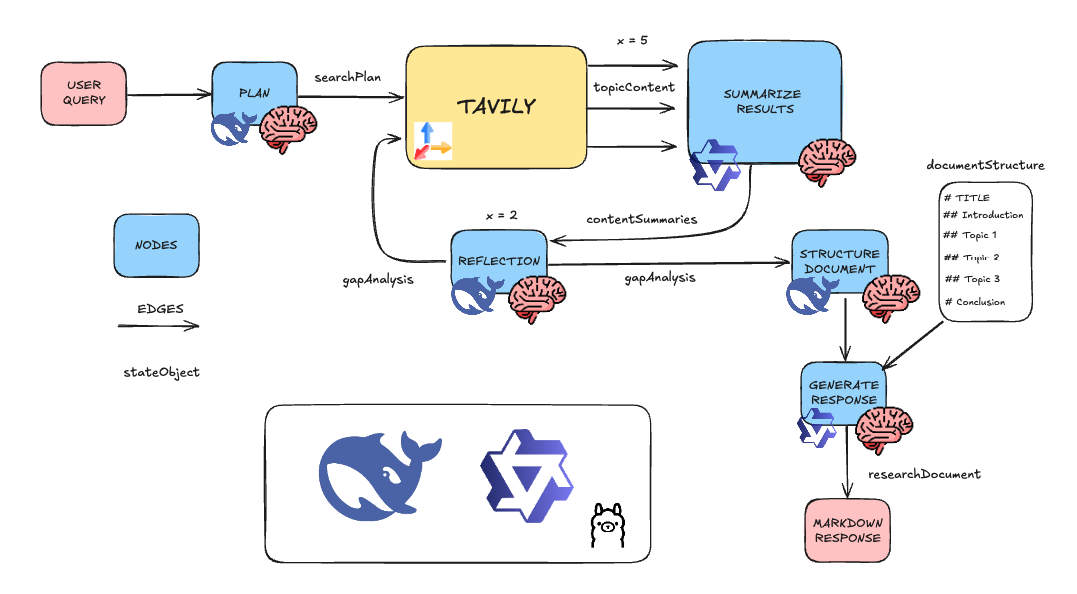 USER
QUERY
PLAN
searchPlan
TAVILY
x = 5
topicContent
SUMMARIZE
RESULTS
documentStructure
# TITLE
## Introduction
## Topic 1
## Topic 2
## Topic 3
# Conclusion
NODES
EDGES
stateObject
x = 2
contentSummaries
REFLECTION
gapAnalysis
gapAnalysis
STRUCTURE
DOCUMENT
GENERATE
RESPONSE
researchDocument
MARKDOWN
RESPONSE